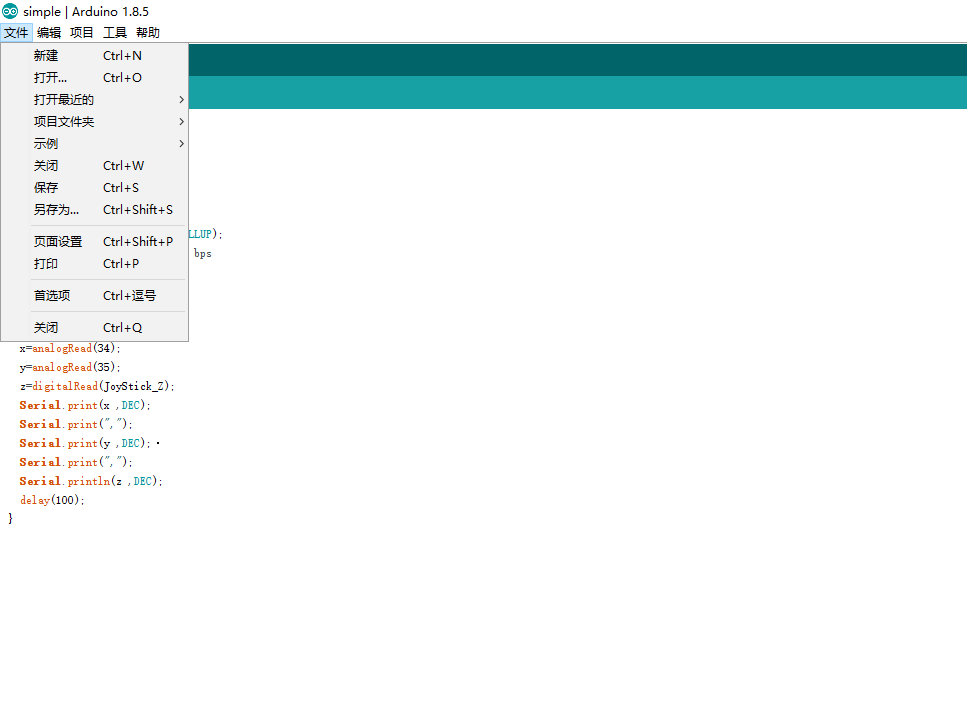 simple | Arduino 1.8.5
文件 编辑 项目 工具 帮助
新建 Ctrl+N
打开... Ctrl+O
打开最近的
项目文件夹
示例
关闭 Ctrl+W
保存 Ctrl+S
另存为... Ctrl+Shift+S
LLUP);
页面设置 Ctrl+Shift+P
bps
打印 Ctrl+P
首选项 Ctrl+逗号
关闭 Ctrl+Q
x=analogRead(34);
y=analogRead(35);
z=digitalRead(JoyStick_Z);
Serial.print(x ,DEC);
Serial.print(",");
Serial.print(y ,DEC);
Serial.print(",");
Serial.println(z ,DEC);
delay(100);
}